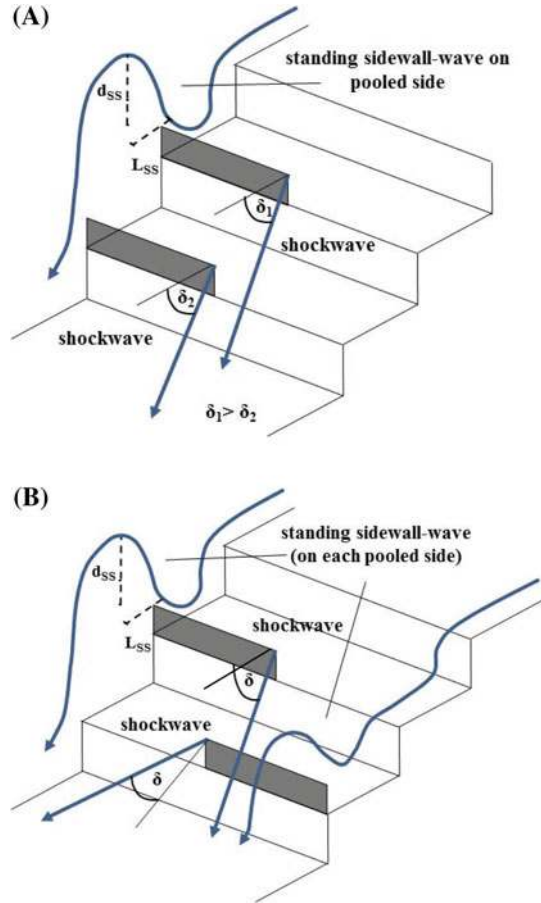 (A)
standing sidewall-wave on
pooled side
dSS
LSS
δ1
shockwave
δ2
shockwave
δ1> δ2
(B)
standing sidewall-wave
(on each pooled side)
dSS
shockwave
LSS
δ
shockwave
δ